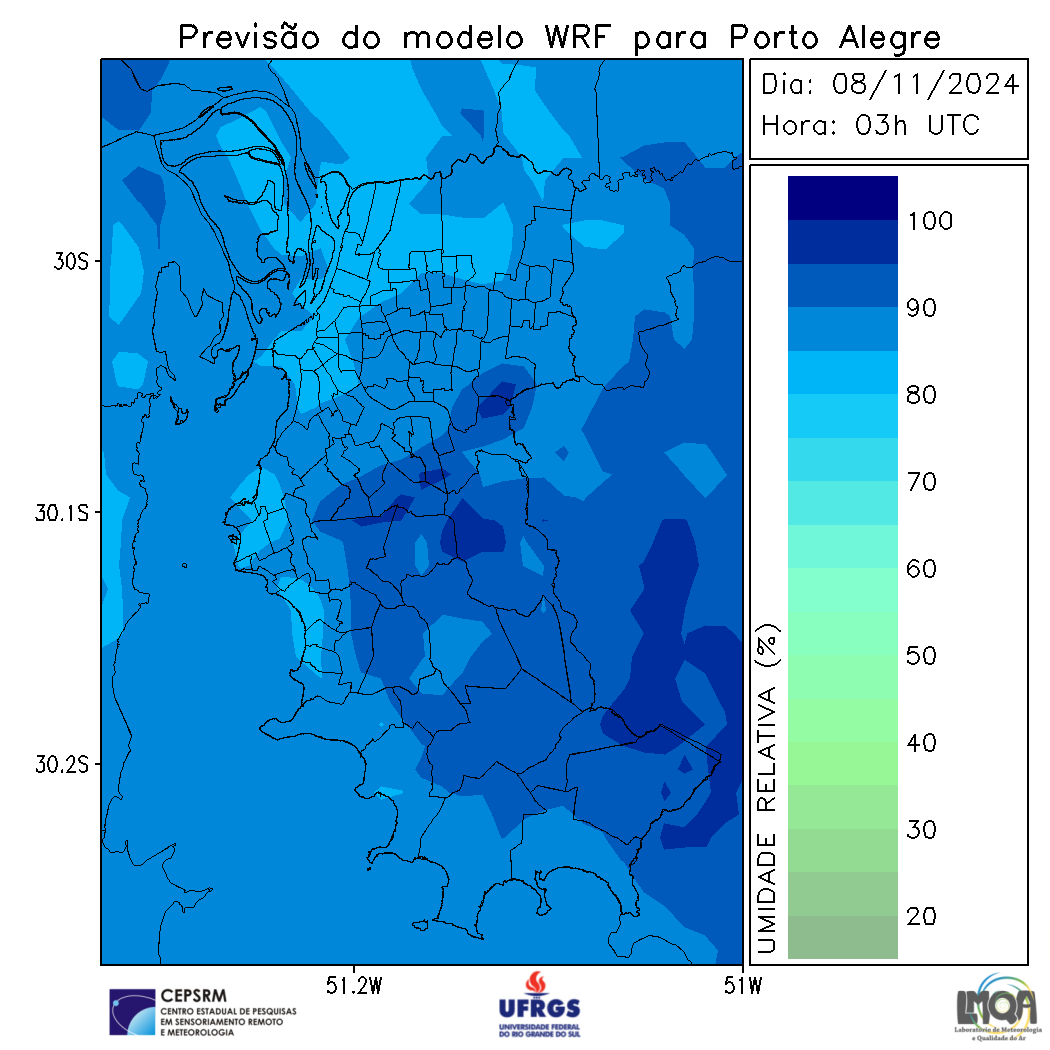 Previsão do modelo WRF para Porto Alegre
Dia: 08/11/2024
Hora: 03h UTC
100
90
80
70
60
50
40
30
20
UMIDADE RELATIVA (%)
30S
30.1S
30.2S
51.2W
51W
CEPSRM
CENTRO ESTADUAL DE PESQUISAS
EM SENSORIAMENTO REMOTO
E METEOROLOGIA
UFRGS
UNIVERSIDADE FEDERAL
DO RIO GRANDE DO SUL
LMQA
Laboratório de Meteorologia
e Qualidade do Ar